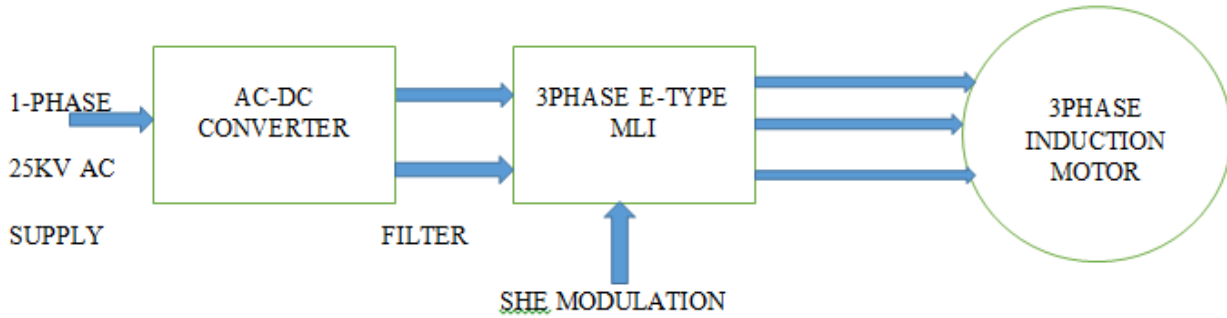 1-PHASE
25KV AC
SUPPLY
AC-DC
CONVERTER
FILTER
3PHASE E-TYPE
MLI
SHE MODULATION
3PHASE
INDUCTION
MOTOR